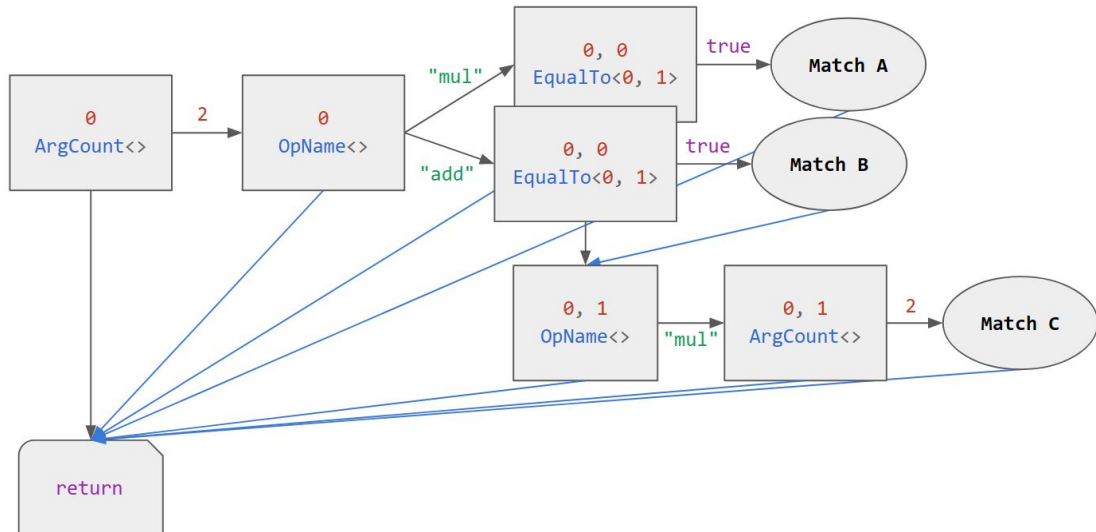 0, 0
EqualTo<0, 1>
true
Match A
"mul"
0
ArgCount<>
2
0
OpName<>
"add"
0, 0
EqualTo<0, 1>
true
Match B
0, 1
OpName<>
"mul"
0, 1
ArgCount<>
2
Match C
return